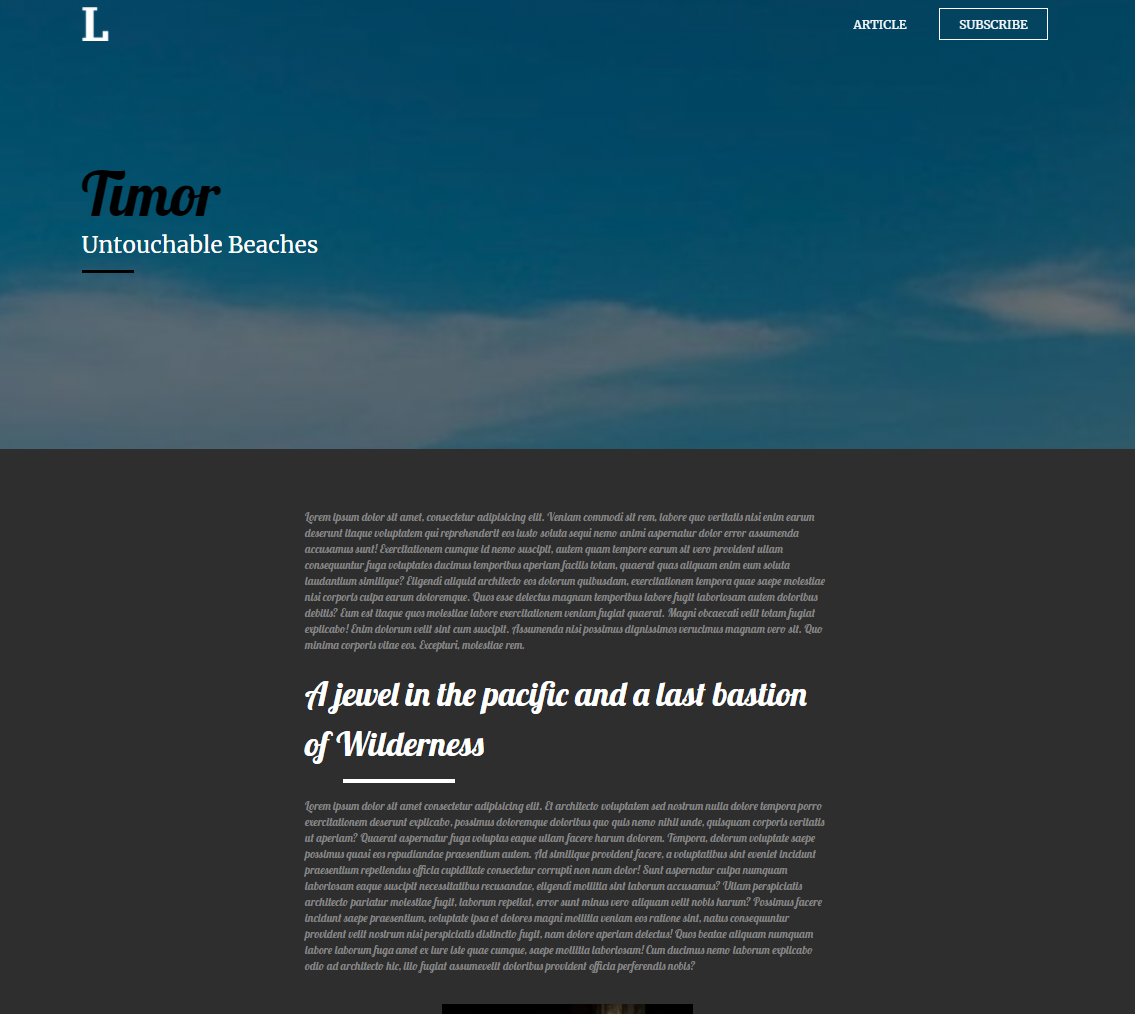 L
ARTICLE
SUBSCRIBE
Timor
Untouchable Beaches
Lorem ipsum dolor sit amet, consectetur adipisicing elit. Veniam commodi sit rem, labore quo veritatis nisi enim earum
deserunt itaque voluptatem qui reprehenderit eos iusto soluta sequi nemo animi aspernatur dolor error assumenda
accusamus sunt! Exercitationem cumque id nemo suscipit, autem quam tempore earum sit vero provident ullam
consequuntur fuga voluptates ducimus temporibus aperiam facilis totam, quaerat quas aliquam enim eum soluta
laudantium similique? Eligendi aliquid architecto eos dolorum quibusdam, exercitationem tempora quae saepe molestiae
nisi corporis culpa earum doloremque. Quos esse delectus magnam temporibus labore fugit laboriosam autem doloribus
debitis? Eum est itaque quos molestiae labore exercitationem veniam fugiat quaerat. Magni obcaecati velit totam fugiat
explicabo! Enim dolorum velit sint cum suscipit. Assumenda nisi possimus dignissimos verucimus magnam vero sit. Quo
minima corporis vitae eos. Excepturi, molestiae rem.
A jewel in the pacific and a last bastion
of Wilderness
Lorem ipsum dolor sit amet consectetur adipisicing elit. Et architecto voluptatem sed nostrum nulla dolore tempora porro
exercitationem deserunt explicabo, possimus doloremque doloribus quo quis nemo nihil unde, quisquam corporis veritatis
ut aperiam? Quaerat aspernatur fuga voluptas eaque ullam facere harum dolorem. Tempora, dolorum voluptate saepe
possimus quasi eos repudiandae praesentium autem. Ad similique provident facere, a voluptatibus sint eveniet incidunt
praesentium repellendus officia cupiditate consectetur corrupti non nam dolor! Sunt aspernatur culpa numquam
laboriosam eaque suscipit necessitatibus recusandae, eligendi mollitia sint laborum accusamus? Ullam perspiciatis
architecto pariatur molestiae fugit, laborum repellat, error sunt minus vero aliquam velit nobis harum? Possimus facere
incidunt saepe praesentium, voluptate ipsa et dolores magni mollitia veniam eos ratione sint, natus consequuntur
provident velit nostrum nisi perspiciatis distinctio fugit, nam dolore aperiam delectus! Quos beatae aliquam numquam
labore laborum fuga amet ex iure iste quae cumque, saepe mollitia laboriosam! Cum ducimus nemo laborum explicabo
odio ad architecto hic, illo fugiat assumevelit doloribus provident officia perferendis nobis?